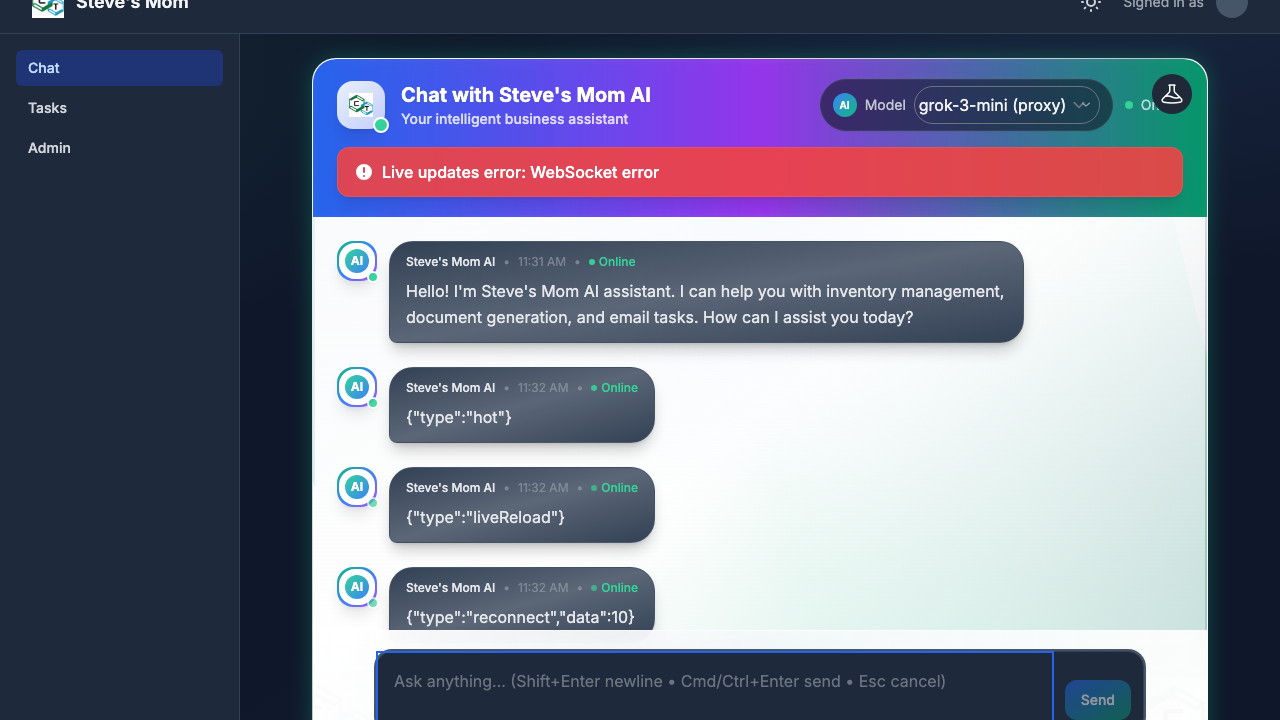 Steve's Mom
Signed in as
Chat
Tasks
Admin
Chat with Steve's Mom AI
Your intelligent business assistant
AI Model grok-3-mini (proxy)
Live updates error: WebSocket error
AI
Steve's Mom AI • 11:31 AM • Online
Hello! I'm Steve's Mom AI assistant. I can help you with inventory management,
document generation, and email tasks. How can I assist you today?
AI
Steve's Mom AI • 11:32 AM • Online
{"type":"hot"}
AI
Steve's Mom AI • 11:32 AM • Online
{"type":"liveReload"}
AI
Steve's Mom AI • 11:32 AM • Online
{"type":"reconnect","data":10}
Ask anything... (Shift+Enter newline • Cmd/Ctrl+Enter send • Esc cancel)
Send